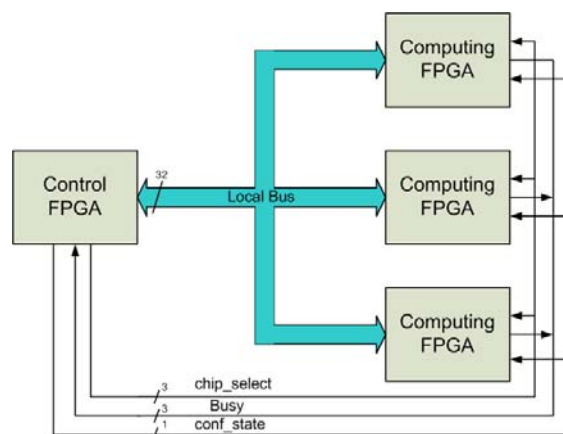 Computing
FPGA
Control
FPGA
32
Local Bus
Computing
FPGA
Computing
FPGA
3
chip_select
3
Busy
1
conf_state